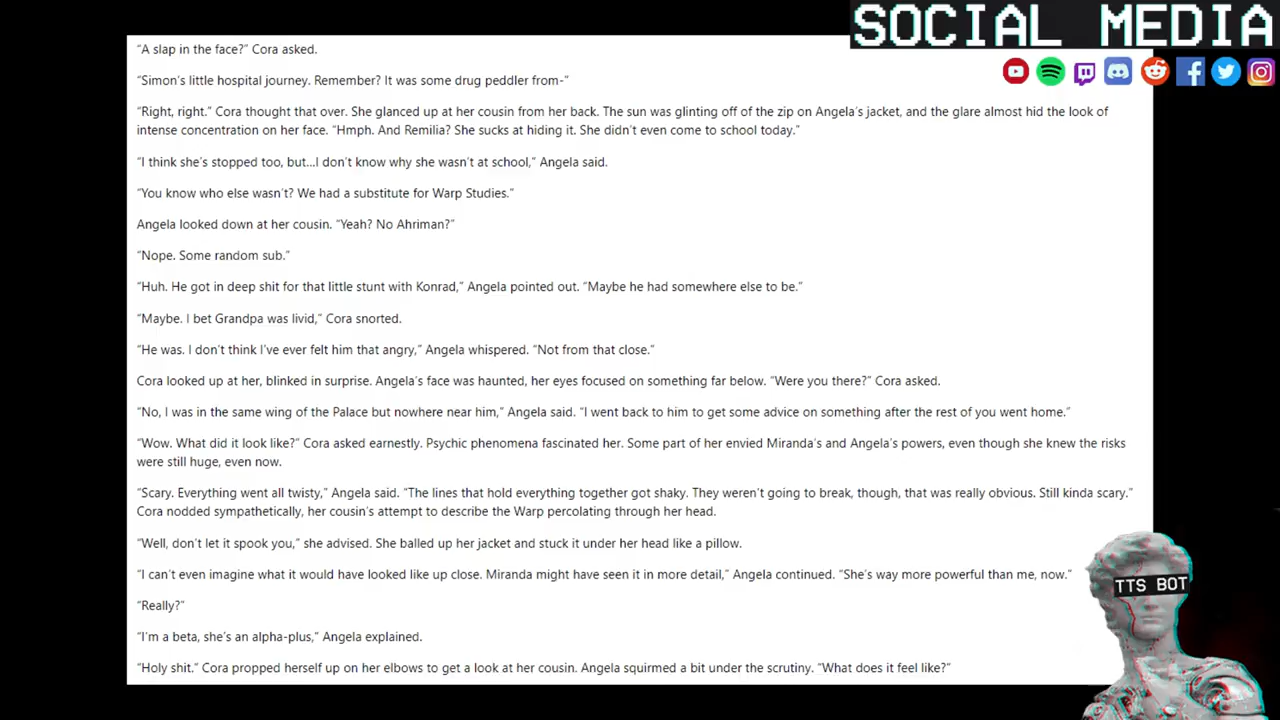 SOCIAL MEDIA
“A slap in the face?” Cora asked.
“Simon’s little hospital journey. Remember? It was some drug peddler from-”
“Right, right.” Cora thought that over. She glanced up at her cousin from her back. The sun was glinting off of the zip on Angela’s jacket, and the glare almost hid the look of
intense concentration on her face. “Hmph. And Remilia? She sucks at hiding it. She didn’t even come to school today.”
“I think she’s stopped too, but…I don’t know why she wasn’t at school,” Angela said.
“You know who else wasn’t? We had a substitute for Warp Studies.”
Angela looked down at her cousin. “Yeah? No Ahriman?”
“Nope. Some random sub.”
“Huh. He got in deep shit for that little stunt with Konrad,” Angela pointed out. “Maybe he had somewhere else to be.”
“Maybe. I bet Grandpa was livid,” Cora snorted.
“He was. I don’t think I’ve ever felt him that angry,” Angela whispered. “Not from that close.”
Cora looked up at her, blinked in surprise. Angela’s face was haunted, her eyes focused on something far below. “Were you there?” Cora asked.
“No, I was in the same wing of the Palace but nowhere near him,” Angela said. “I went back to him to get some advice on something after the rest of you went home.”
“Wow. What did it look like?” Cora asked earnestly. Psychic phenomena fascinated her. Some part of her envied Miranda’s and Angela’s powers, even though she knew the risks
were still huge, even now.
“Scary. Everything went all twisty,” Angela said. “The lines that hold everything together got shaky. They weren’t going to break, though, that was really obvious. Still kinda scary.”
Cora nodded sympathetically, her cousin’s attempt to describe the Warp percolating through her head.
“Well, don’t let it spook you,” she advised. She balled up her jacket and stuck it under her head like a pillow.
“I can’t even imagine what it would have looked like up close. Miranda might have seen it in more detail,” Angela continued. “She’s way more powerful than me, now.”
“Really?”
“I’m a beta, she’s an alpha-plus,” Angela explained.
“Holy shit.” Cora propped herself up on her elbows to get a look at her cousin. Angela squirmed a bit under the scrutiny. “What does it feel like?”
TTS BOT